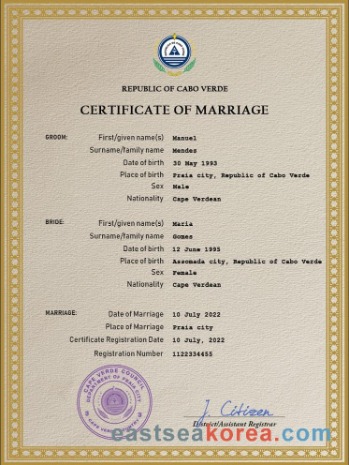 REPUBLIC OF CABO VERDE
CERTIFICATE OF MARRIAGE
GROOM: First/given name(s) Manuel
Surname/family name Mendes
Date of birth 30 May 1993
Place of birth Praia city, Republic of Cabo Verde
Sex Male
Nationality Cape Verdean
BRIDE: First/given name(s) Maria
Surname/family name Gomes
Date of birth 12 June 1995
Place of birth Assomada city, Republic of Cabo Verde
Sex Female
Nationality Cape Verdean
MARRIAGE: Date of Marriage 10 July 2022
Place of Marriage Praia city
Certificate Registration Date 10 July, 2022
Registration Number 1122334455
CAPE VERDE COUNCIL
DEPARTMENT OF PRAIA CITY
J. Citizen
District/Assistant Registrar
eastseakorea.com